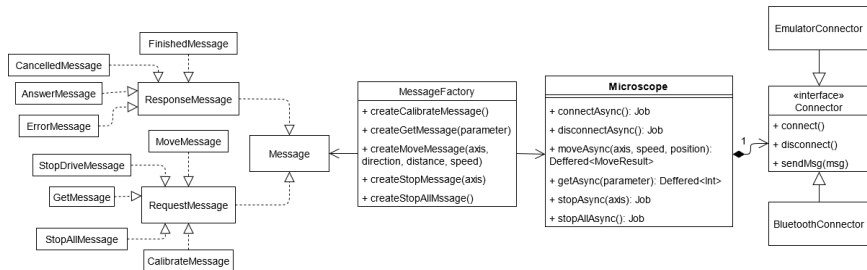 FinishedMessage
CancelledMessage
AnswerMessage
ErrorMessage
ResponseMessage
MoveMessage
StopDriveMessage
GetMessage
StopAllMessage
RequestMessage
CalibrateMessage
Message
MessageFactory
+ createCalibrateMessage()
+ createGetMessage(parameter)
+ createMoveMessage(axis,
direction, distance, speed)
+ createStopMessage(axis)
+ createStopAllMssage()
Microscope
+ connectAsync(): Job
+ disconnectAsync(): Job
+ moveAsync(axis, speed, position):
Deffered<MoveResult>
+ getAsync(parameter): Deffered<Int>
+ stopAsync(axis): Job
+ stopAllAsync(): Job
1
EmulatorConnector
«interface»
Connector
+ connect()
+ disconnect()
+ sendMsg(msg)
BluetoothConnector